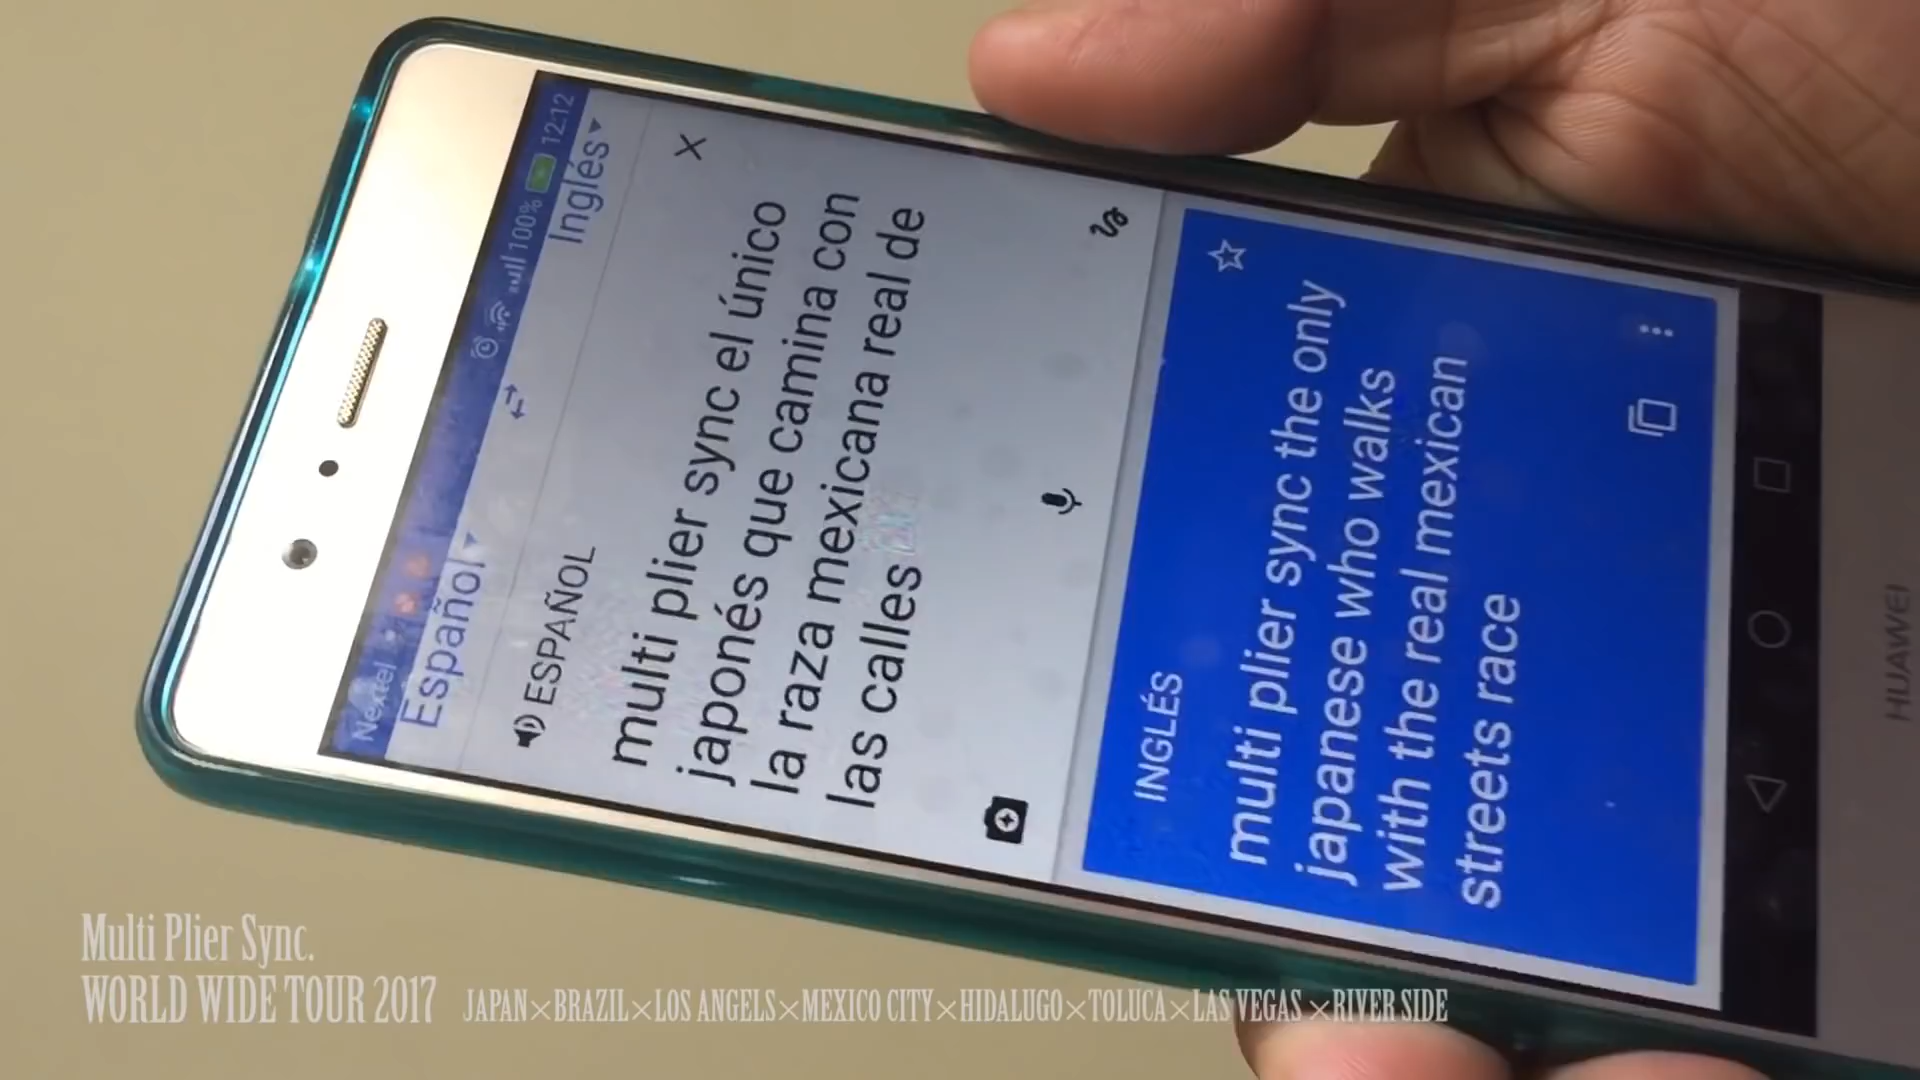 Nextel 100% 12:12
Español Inglés
ESPAÑOL
multi plier sync el único
japonés que camina con
la raza mexicana real de
las calles
INGLÉS
multi plier sync the only
japanese who walks
with the real mexican
streets race
HUAWEI
Multi Plier Sync.
WORLD WIDE TOUR 2017 JAPAN×BRAZIL×LOS ANGELS×MEXICO CITY×HIDALUGO×TOLUCA×LAS VEGAS×RIVER SIDE